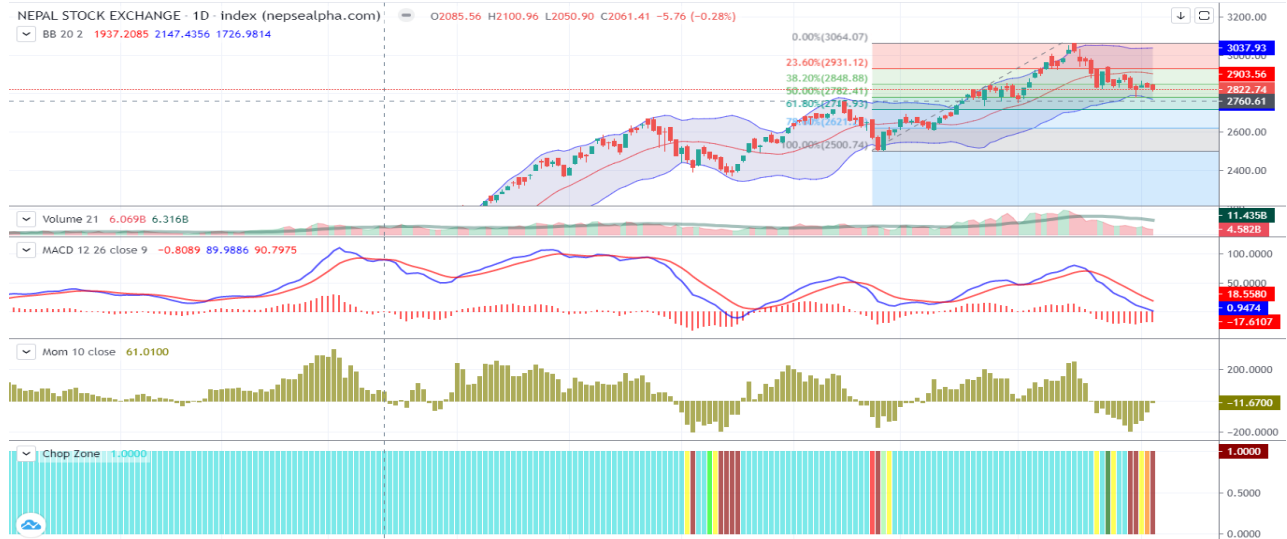 NEPAL STOCK EXCHANGE · 1D · index (nepsealpha.com) O2085.56 H2100.96 L2050.90 C2061.41 −5.76 (−0.28%)
BB 20 2 1937.2085 2147.4356 1726.9814
3200.00
0.00%(3064.07)
3037.93
23.60%(2931.12)
2903.56
38.20%(2848.88)
2822.74
50.00%(2782.41)
2760.61
2600.00
100.00%(2500.74)
2400.00
Volume 21 6.069B 6.316B
11.435B
4.582B
MACD 12 26 close 9 −0.8089 89.9886 90.7975
100.0000
50.0000
18.5580
0.9474
−17.6107
Mom 10 close 61.0100
200.0000
−11.6700
−200.0000
Chop Zone 1.0000
1.0000
0.5000
0.0000